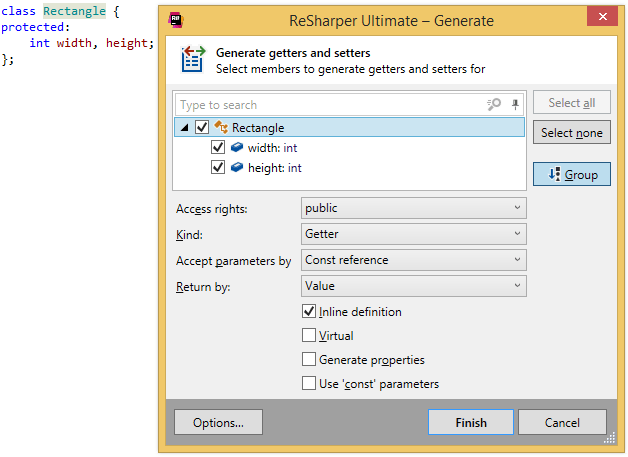 class Rectangle {
protected:
int width, height;
};
ReSharper Ultimate – Generate
Generate getters and setters
Select members to generate getters and setters for
Type to search
Select all
Rectangle
Select none
width: int
height: int
Group
Access rights: public
Kind: Getter
Accept parameters by Const reference
Return by: Value
Inline definition
Virtual
Generate properties
Use 'const' parameters
Options...
Finish
Cancel